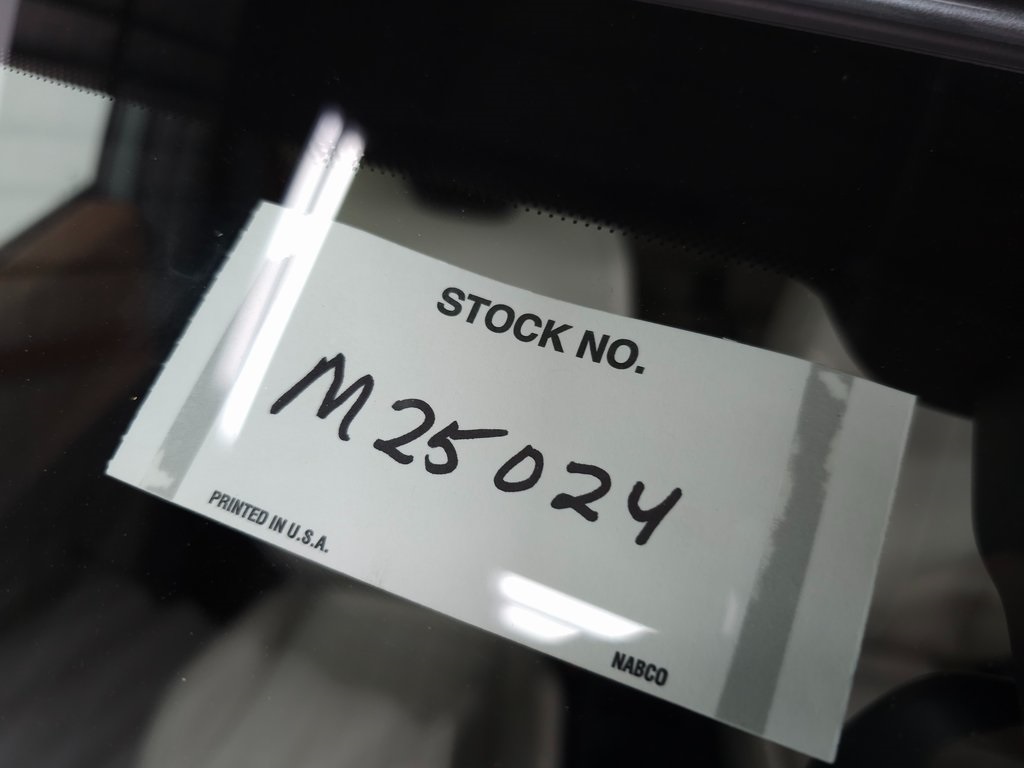 STOCK NO.
M25024
PRINTED IN U.S.A.
NABCO